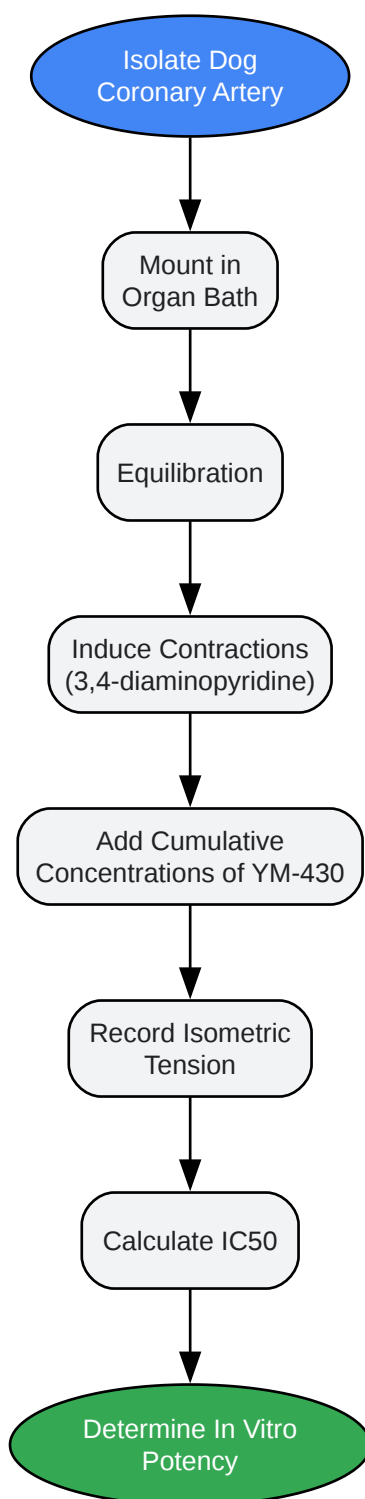 Isolate Dog
Coronary Artery
Mount in
Organ Bath
Equilibration
Induce Contractions
(3,4-diaminopyridine)
Add Cumulative
Concentrations of YM-430
Record Isometric
Tension
Calculate IC50
Determine In Vitro
Potency